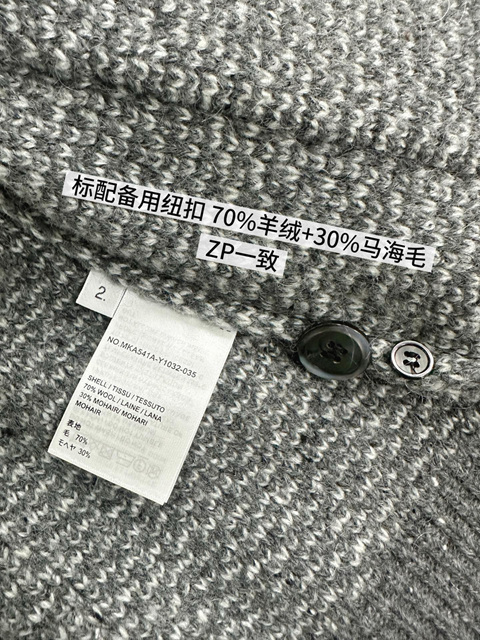 标配备用纽扣 70%羊绒+30%马海毛
ZP一致
2.
NO.MKA541A-Y1032-035
SHELL / TISSU / TESSUTO
70% WOOL / LAINE / LANA
30% MOHAIR/ MOHARI
MOHAIR
表地
毛 70%
モヘヤ 30%